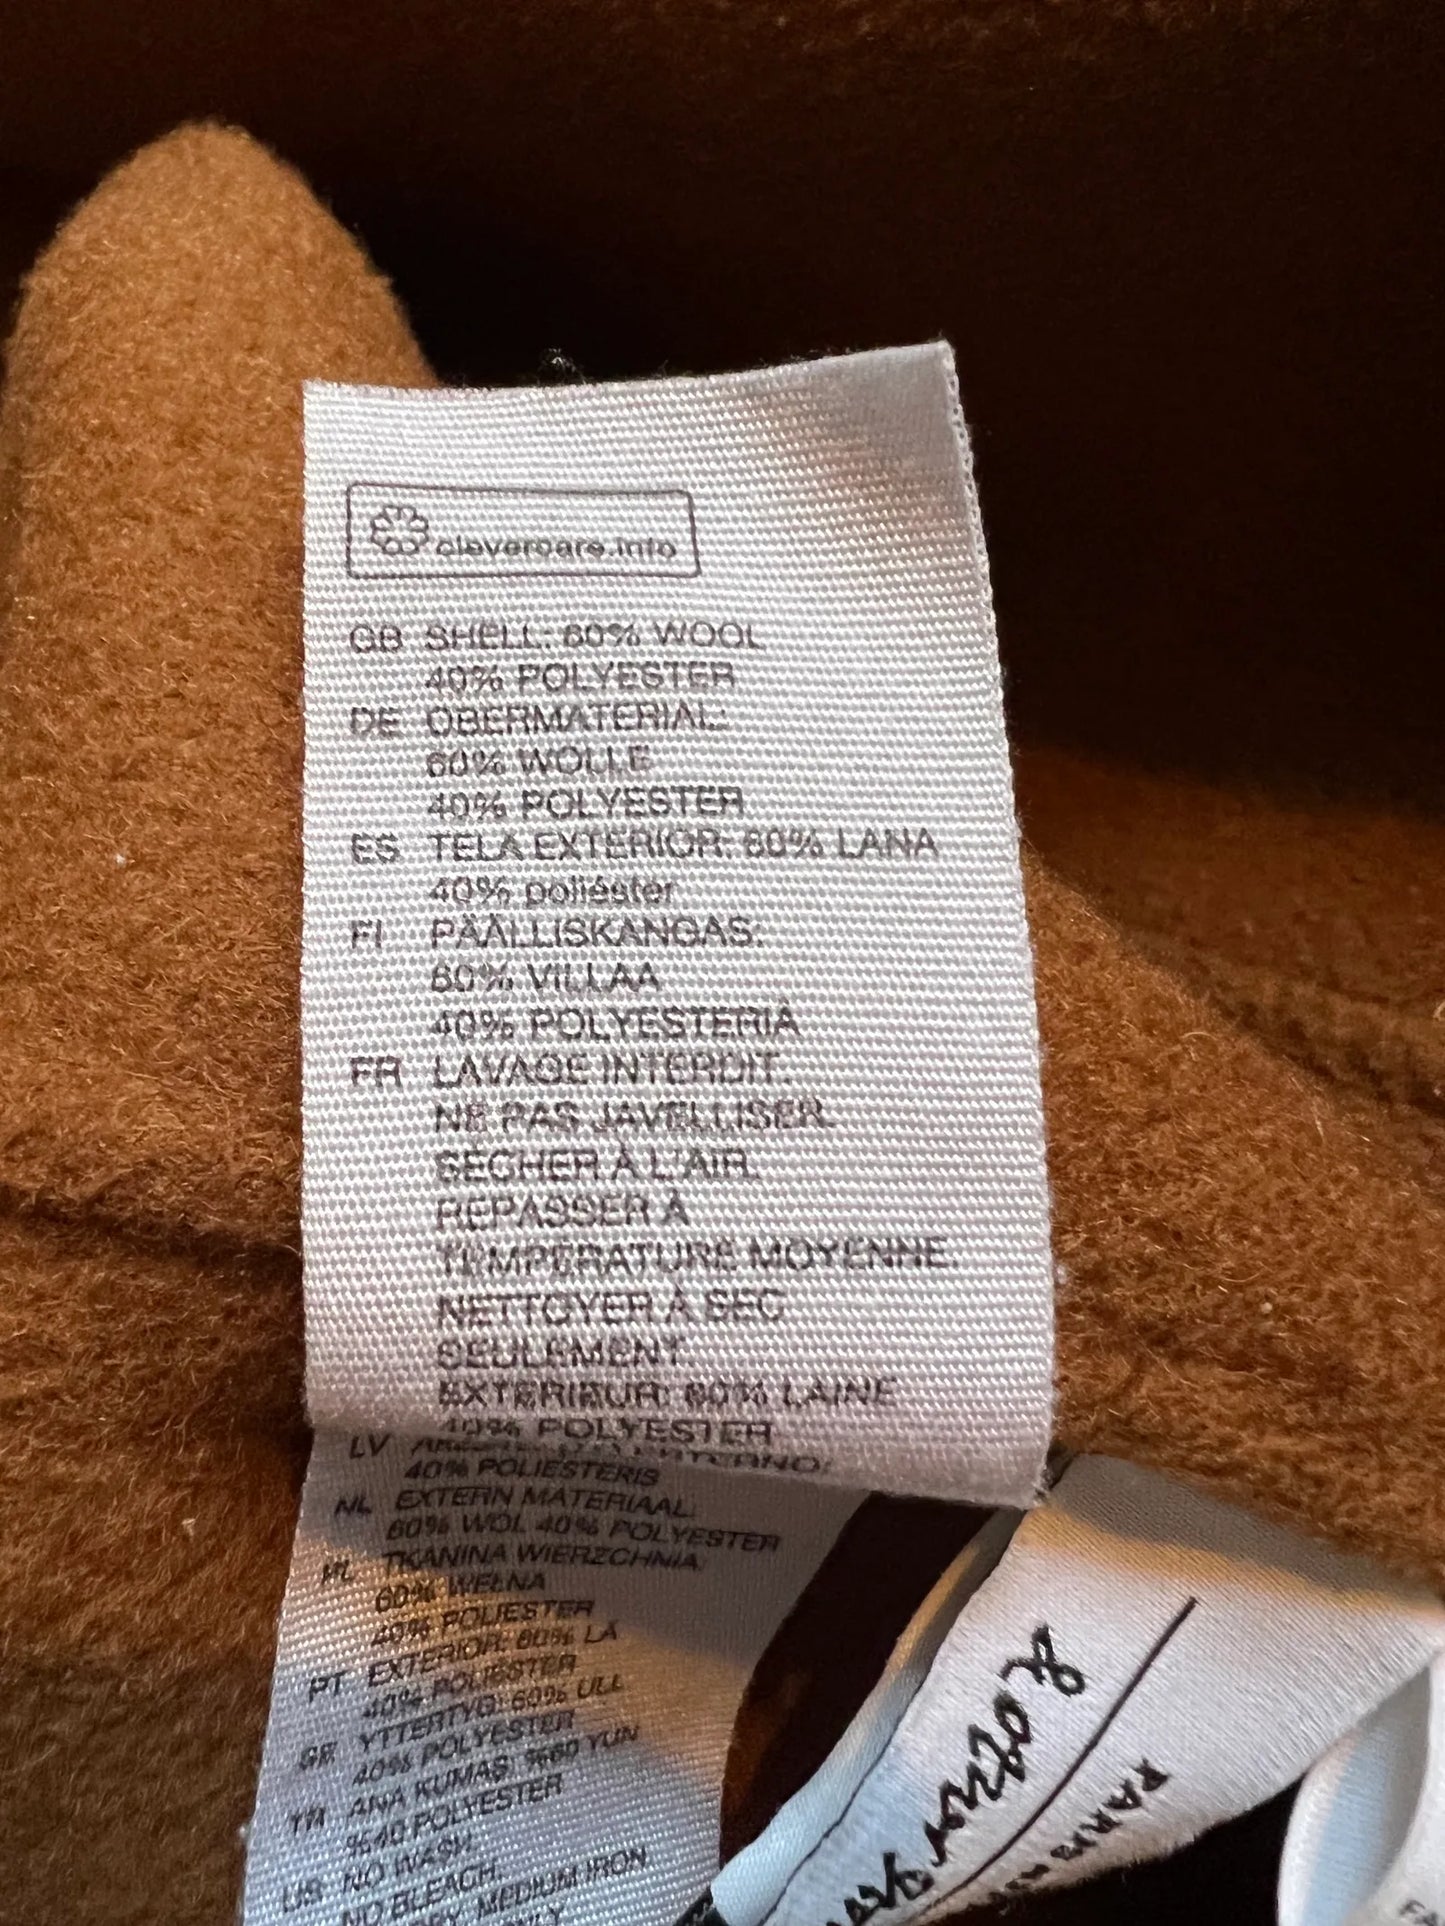 clevercare.info
GB SHELL: 60% WOOL
40% POLYESTER
DE OBERMATERIAL:
60% WOLLE
40% POLYESTER
ES TELA EXTERIOR: 60% LANA
40% poliéster
FI PÄÄLLISKANGAS:
60% VILLAA
40% POLYESTERIÄ
FR LAVAGE INTERDIT.
NE PAS JAVELLISER.
SÉCHER À L'AIR.
REPASSER À
TEMPÉRATURE MOYENNE.
NETTOYER À SEC
SEULEMENT.
EXTÉRIEUR: 60% LAINE
40% POLYESTER
LV
40% POLIESTERIS
NL EXTERN MATERIAAL:
60% WOL 40% POLYESTER
PL TKANINA WIERZCHNIA:
60% WEŁNA
40% POLIESTER
PT EXTERIOR: 60% LÃ
40% POLIÉSTER
SE YTTERTYG: 60% ULL
40% POLYESTER
TR ANA KUMAŞ: %60 YUN
%40 POLYESTER
US NO WASH.
NO BLEACH.
DRY. MEDIUM IRON